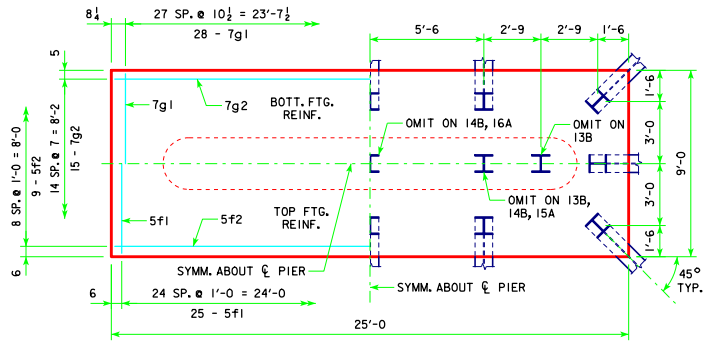 8¼
27 SP. @ 10½ = 23'-7½
28 - 7g1
5'-6
2'-9
2'-9
1'-6
5
7g1
7g2
BOTT. FTG.
REINF.
OMIT ON 14B, 16A
OMIT ON
13B
1'-6
3'-0
9'-0
3'-0
1'-6
8 SP. @ 1'-0 = 8'-0
9 - 5f2
14 SP. @ 7 = 8'-2
15 - 7g2
5f1
5f2
TOP FTG.
REINF.
OMIT ON 13B,
14B, 15A
6
SYMM. ABOUT ℄ PIER
SYMM. ABOUT ℄ PIER
45°
TYP.
6
24 SP. @ 1'-0 = 24'-0
25 - 5f1
25'-0